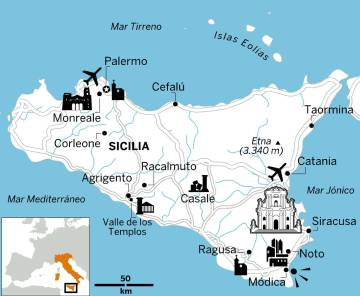 Mar Tirreno
Islas Eolias
Palermo
Cefalú
Taormina
Monreale
Corleone
SICILIA
Etna
(3.340 m)
Racalmuto
Catania
Agrigento
Mar Jónico
Mar Mediterráneo
Casale
Valle de los
Templos
Siracusa
Ragusa
Noto
Módica
50
km